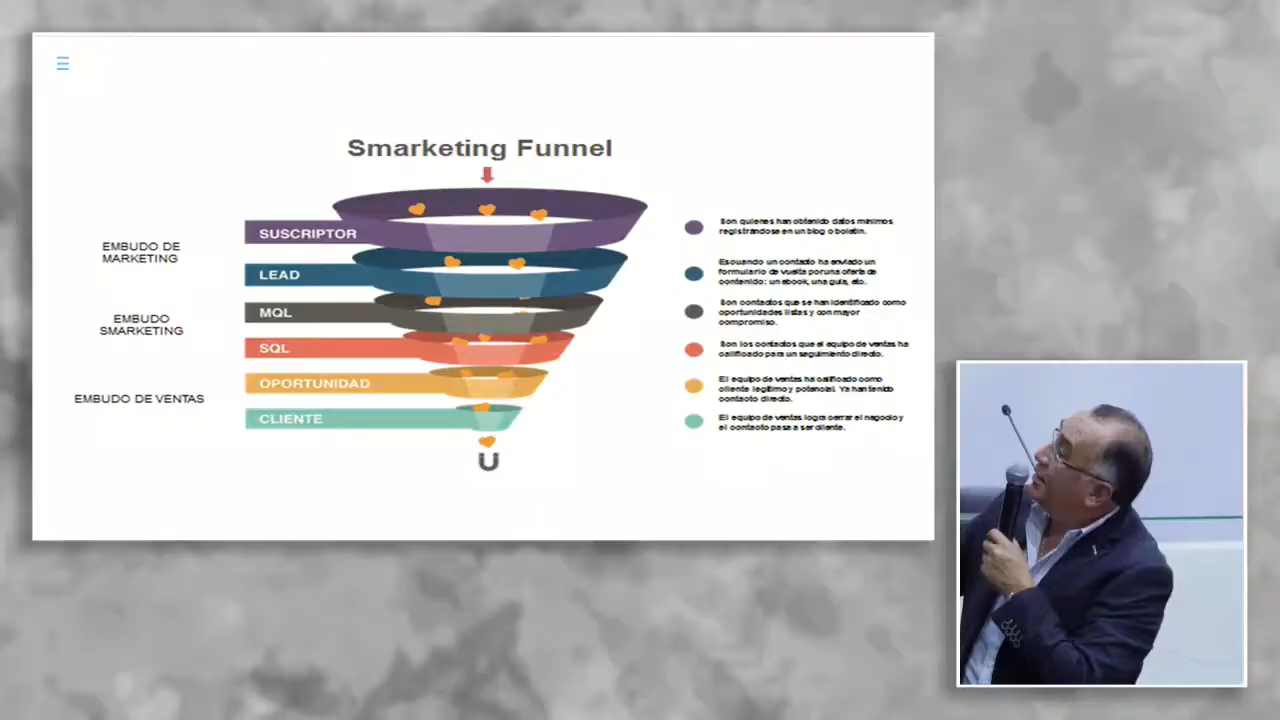 Smarketing Funnel
EMBUDO DE
MARKETING
EMBUDO
SMARKETING
EMBUDO DE VENTAS
SUSCRIPTOR
LEAD
MQL
SQL
OPORTUNIDAD
CLIENTE
Son quienes han obtenido datos mínimos
registrándose en un blog o boletín.
Es cuando un contacto ha enviado un
formulario de vuelta por una oferta de
contenido: un ebook, una guía, etc.
Son contactos que se han identificado como
oportunidades listas y con mayor
compromiso.
Son los contactos que el equipo de ventas ha
calificado para un seguimiento directo.
El equipo de ventas ha calificado como
cliente legítimo y potencial. Ya han tenido
contacto directo.
El equipo de ventas logra cerrar el negocio y
el contacto pasa a ser cliente.